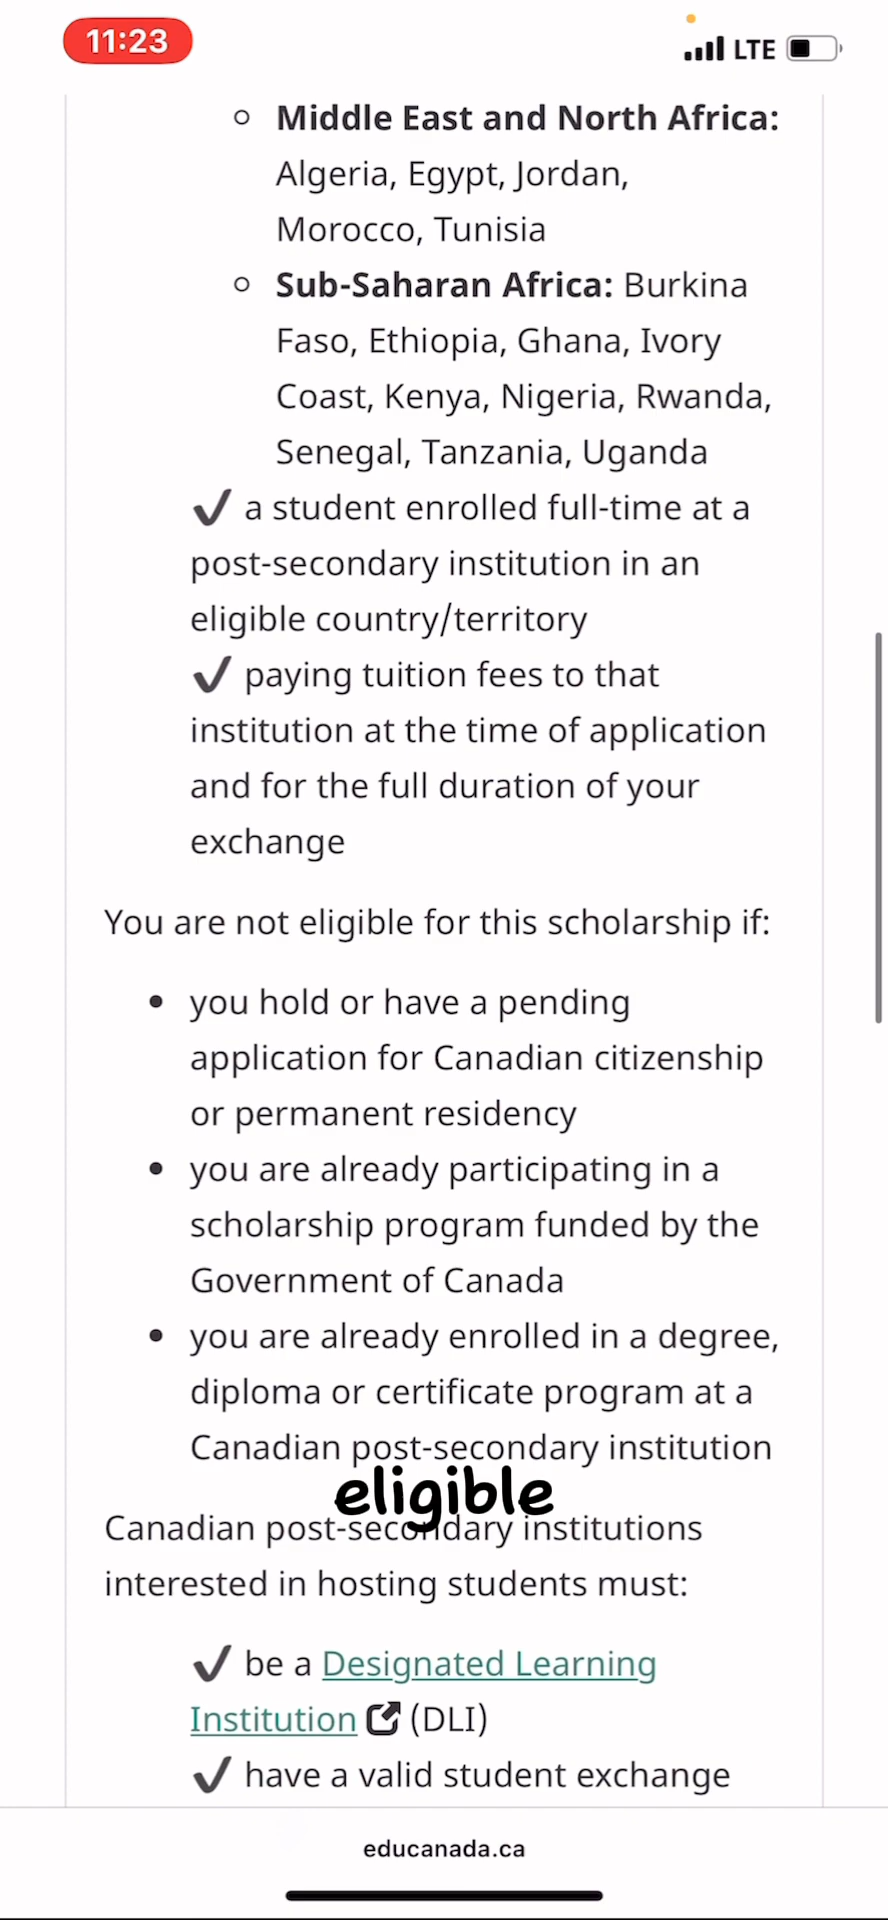 11:23
LTE
Middle East and North Africa:
Algeria, Egypt, Jordan,
Morocco, Tunisia
Sub-Saharan Africa: Burkina
Faso, Ethiopia, Ghana, Ivory
Coast, Kenya, Nigeria, Rwanda,
Senegal, Tanzania, Uganda
✔ a student enrolled full-time at a
post-secondary institution in an
eligible country/territory
✔ paying tuition fees to that
institution at the time of application
and for the full duration of your
exchange
You are not eligible for this scholarship if:
• you hold or have a pending
application for Canadian citizenship
or permanent residency
• you are already participating in a
scholarship program funded by the
Government of Canada
• you are already enrolled in a degree,
diploma or certificate program at a
Canadian post-secondary institution
eligible
Canadian post-secondary institutions
interested in hosting students must:
✔ be a Designated Learning
Institution (DLI)
✔ have a valid student exchange
educanada.ca